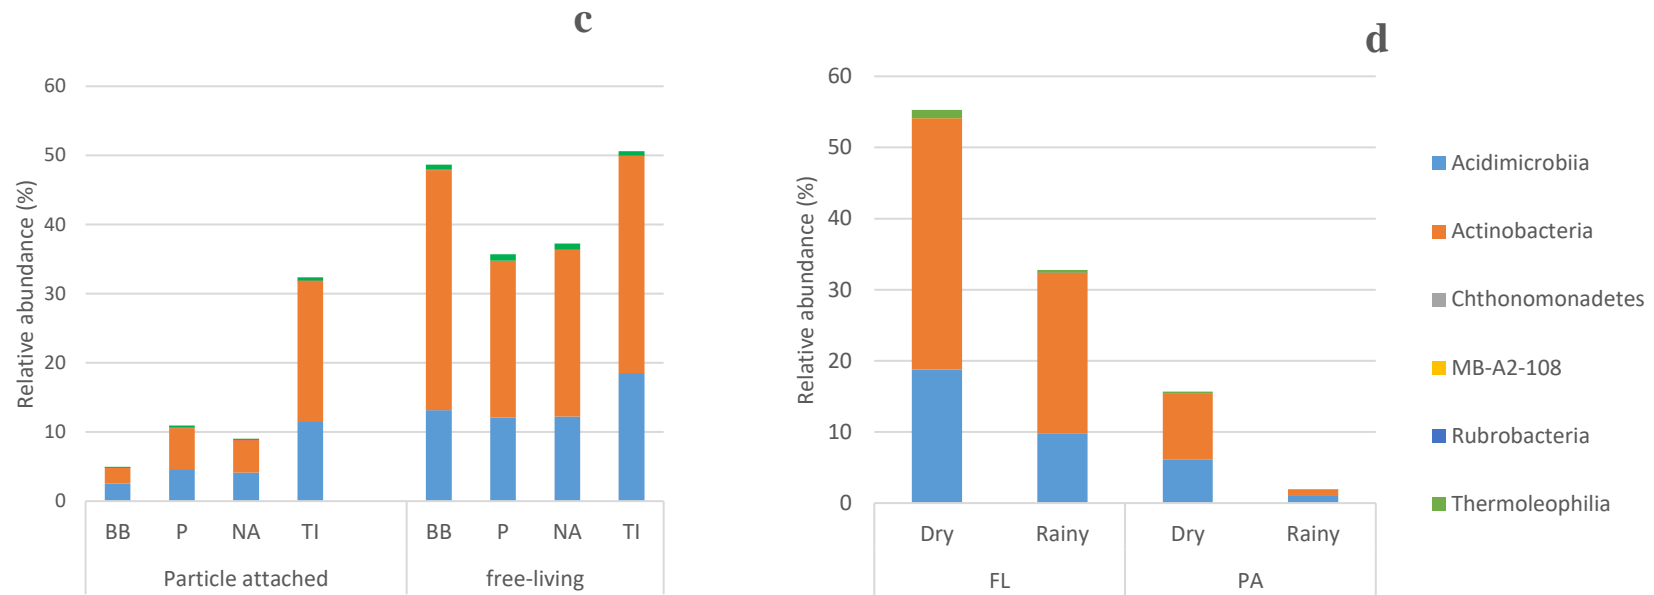 c
60
50
40
30
20
10
0
Relative abundance (%)
BB P NA TI BB P NA TI
Particle attached free-living
d
60
50
40
30
20
10
0
Relative abundance (%)
Dry Rainy Dry Rainy
FL PA
Acidimicrobiia
Actinobacteria
Chthonomonadetes
MB-A2-108
Rubrobacteria
Thermoleophilia